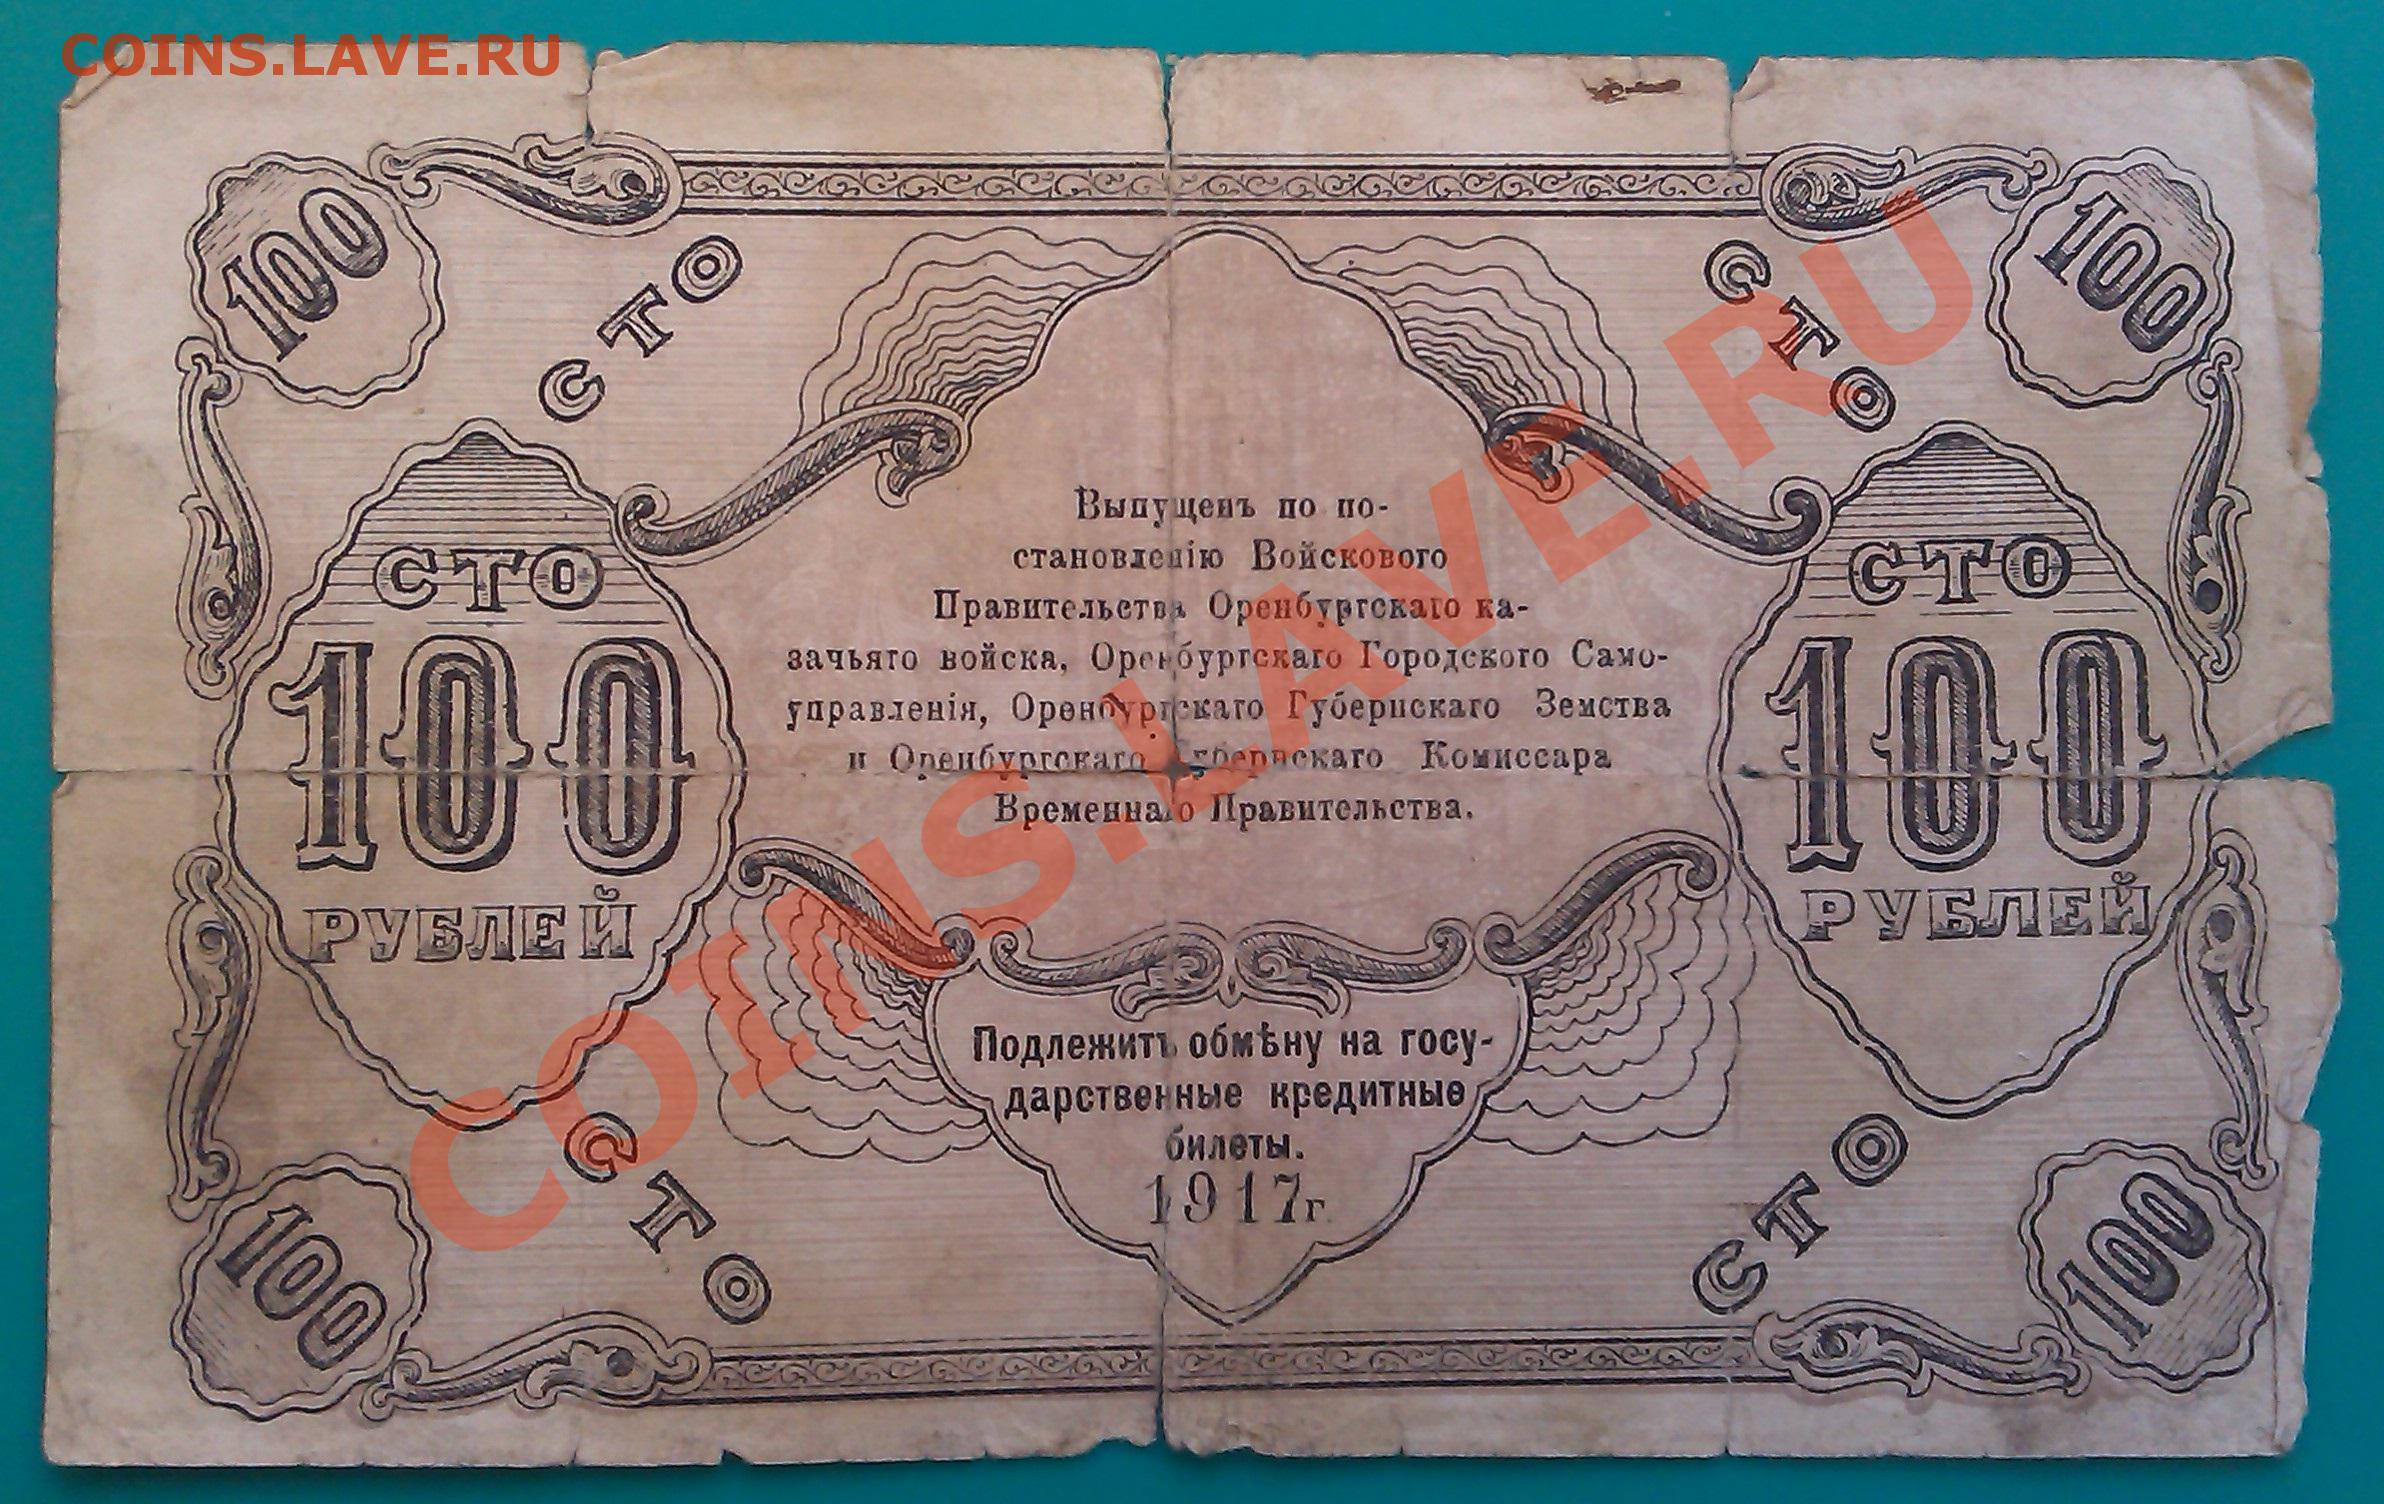 COINS.LAVE.RU
100
100
СТО
СТО
Выпущенъ по по-
становленію Войскового
Правительства Оренбургскаго ка-
зачьяго войска, Оренбургскаго Городского Само-
управленія, Оренбургскаго Губернскаго Земства
и Оренбургскаго Губернскаго Комиссара
Временнаго Правительства.
СТО
100
РУБЛЕЙ
СТО
100
РУБЛЕЙ
COINS.LAVE.RU
Подлежитъ обмѣну на госу-
дарственные кредитные
билеты.
1917г.
СТО
СТО
100
100